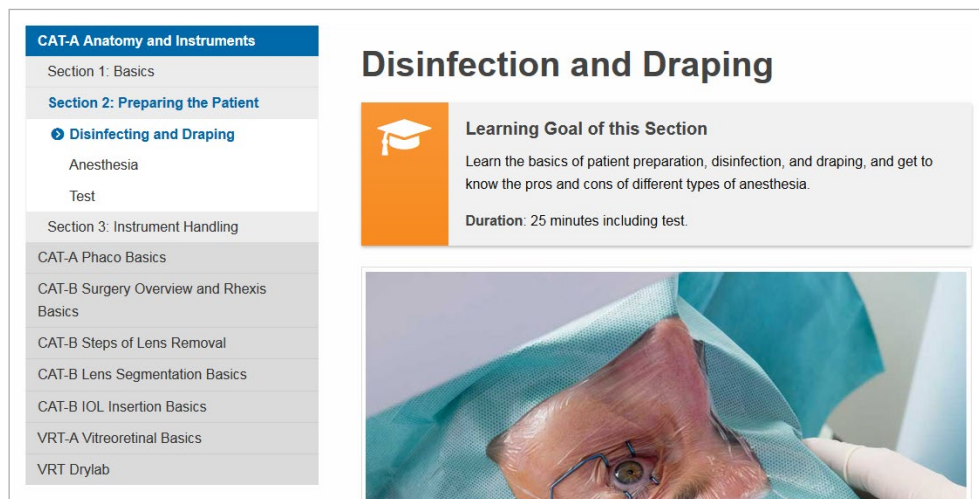 CAT-A Anatomy and Instruments
Section 1: Basics
Section 2: Preparing the Patient
Disinfecting and Draping
Anesthesia
Test
Section 3: Instrument Handling
CAT-A Phaco Basics
CAT-B Surgery Overview and Rhexis
Basics
CAT-B Steps of Lens Removal
CAT-B Lens Segmentation Basics
CAT-B IOL Insertion Basics
VRT-A Vitreoretinal Basics
VRT Drylab
Disinfection and Draping
Learning Goal of this Section
Learn the basics of patient preparation, disinfection, and draping, and get to
know the pros and cons of different types of anesthesia.
Duration: 25 minutes including test.